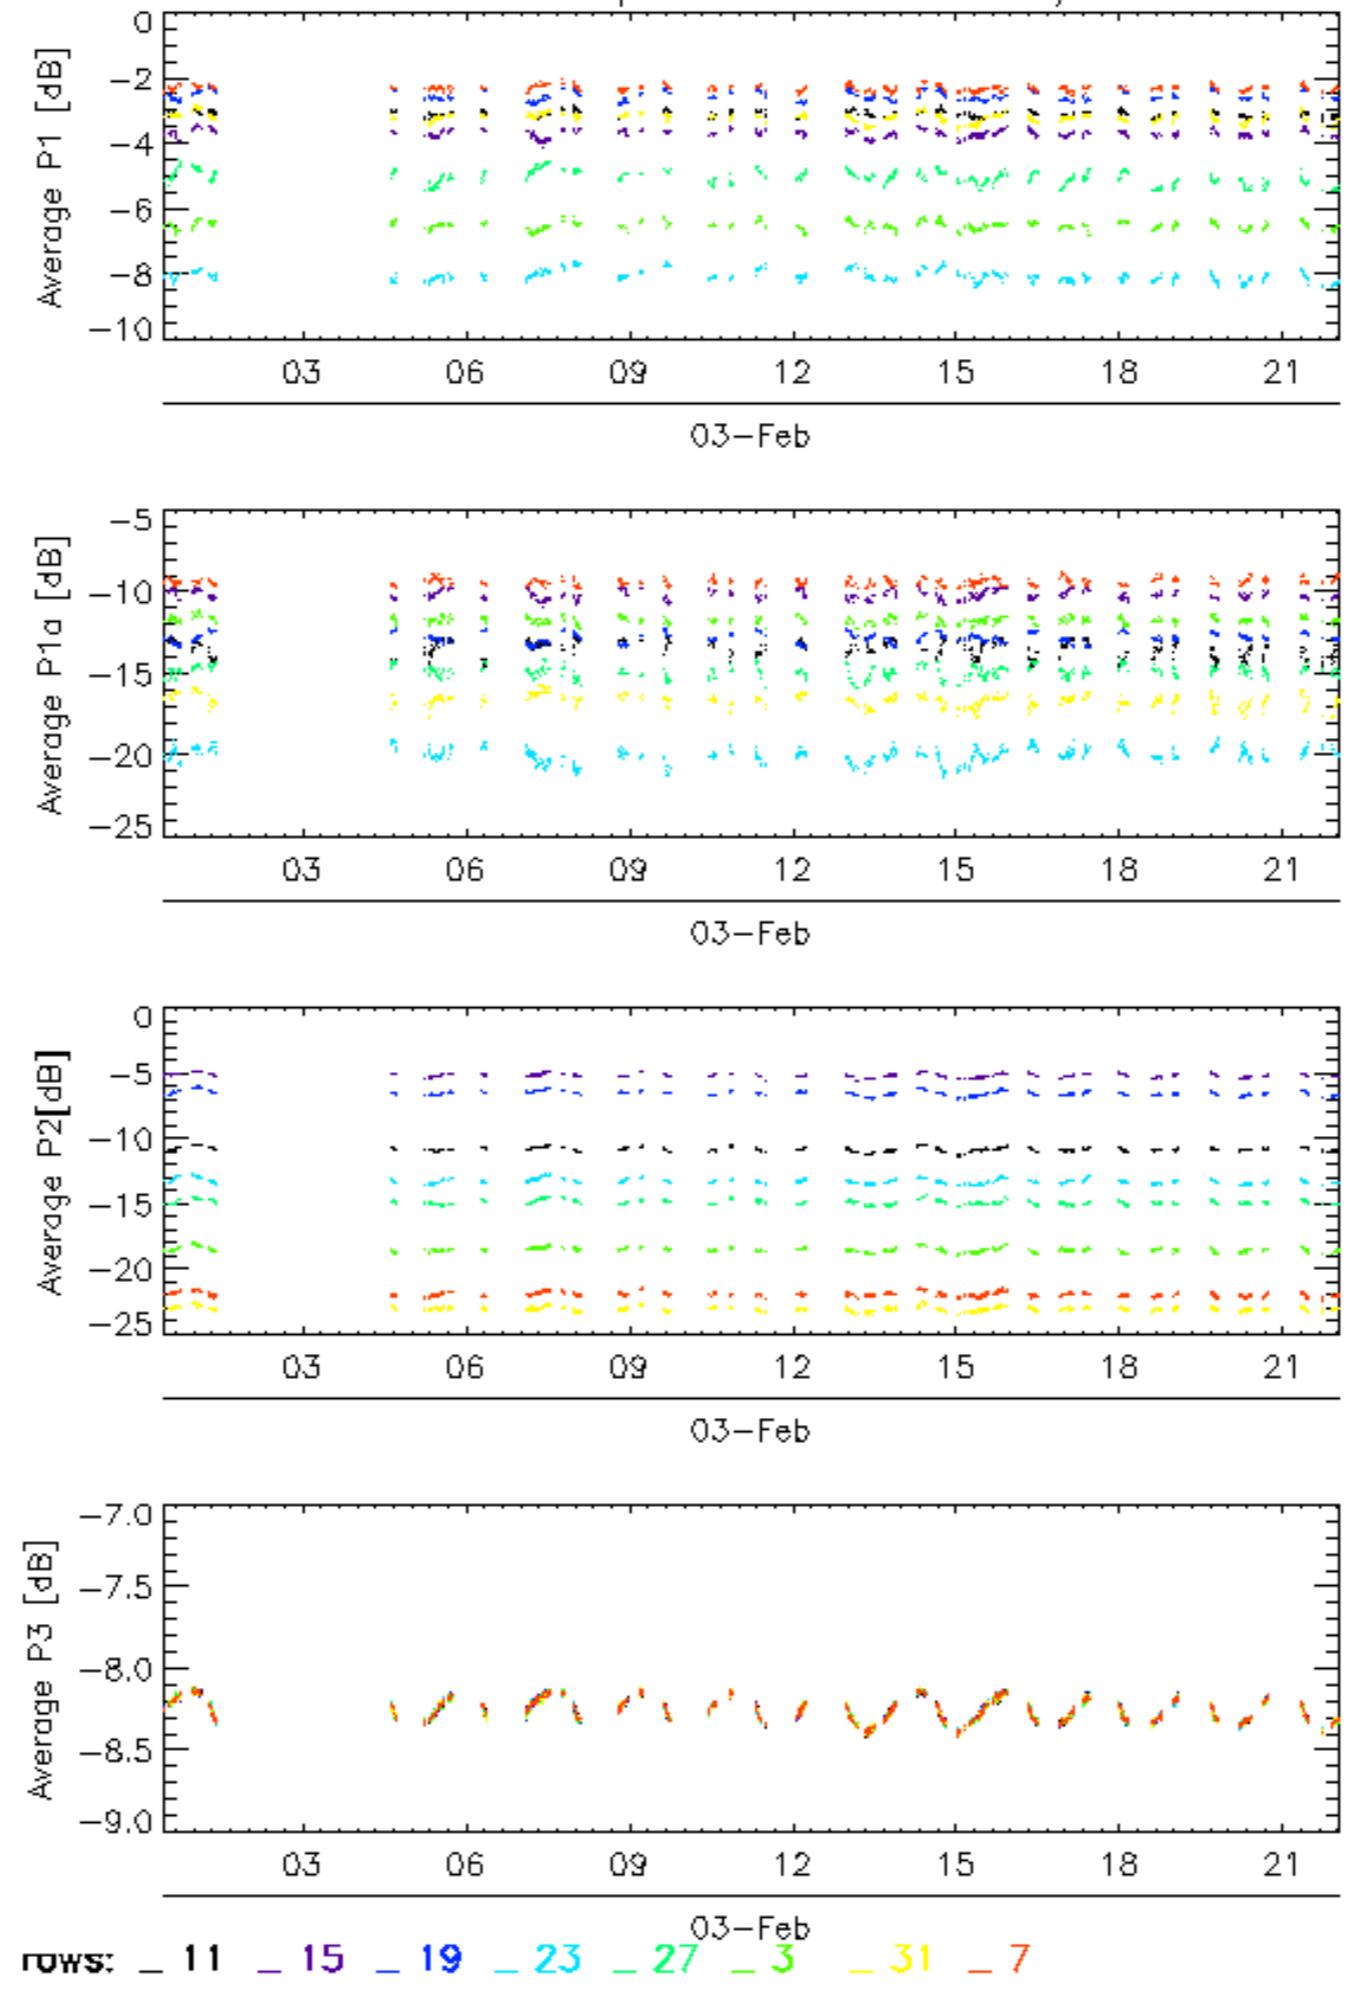 Average P1 [dB]
0
−2
−4
−6
−8
−10
03 06 09 12 15 18 21
03−Feb
Average P1a [dB]
−5
−10
−15
−20
−25
03 06 09 12 15 18 21
03−Feb
Average P2[dB]
0
−5
−10
−15
−20
−25
03 06 09 12 15 18 21
03−Feb
Average P3 [dB]
−7.0
−7.5
−8.0
−8.5
−9.0
03 06 09 12 15 18 21
03−Feb
rows: _ 11 _ 15 _ 19 _ 23 _ 27 _ 3 _ 31 _ 7